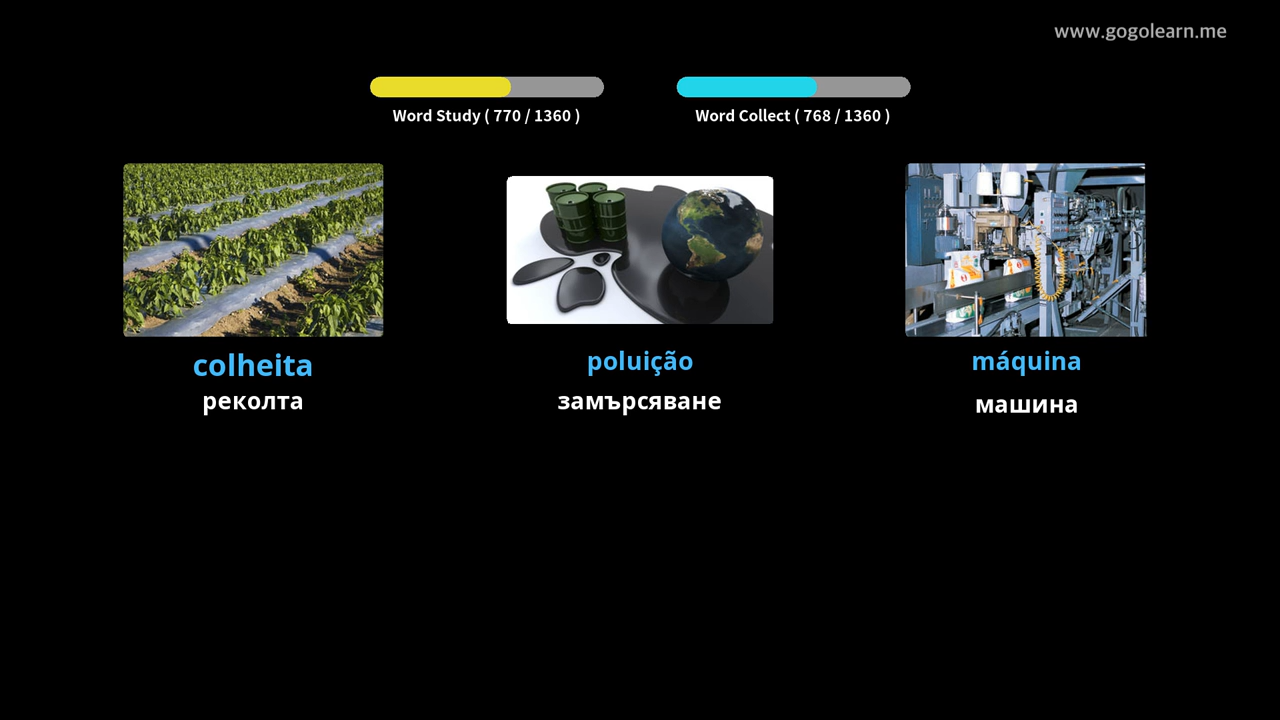 www.gogolearn.me
Word Study ( 770 / 1360 )
Word Collect ( 768 / 1360 )
colheita
реколта
poluição
замърсяване
máquina
машина